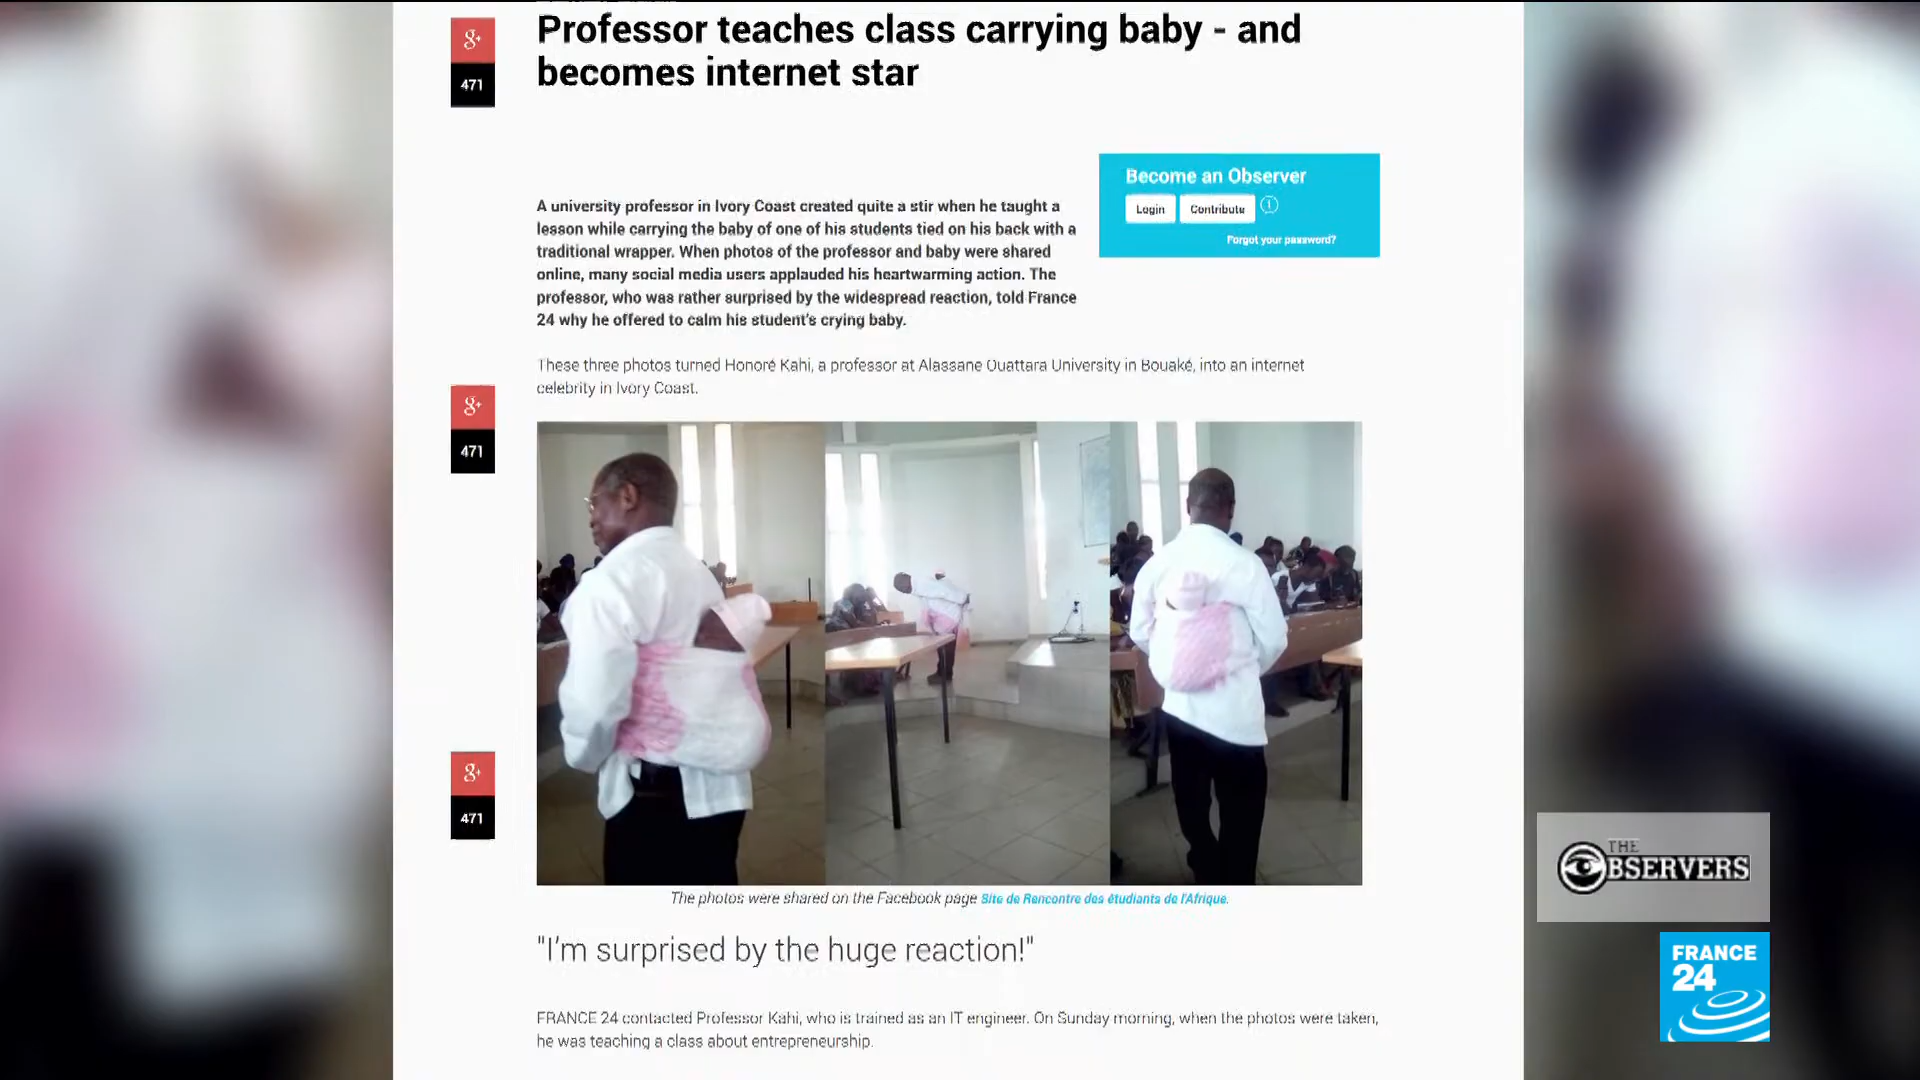 Professor teaches class carrying baby - and
becomes internet star
g+
471
Become an Observer
Login
Contribute
i
Forgot your password?
A university professor in Ivory Coast created quite a stir when he taught a
lesson while carrying the baby of one of his students tied on his back with a
traditional wrapper. When photos of the professor and baby were shared
online, many social media users applauded his heartwarming action. The
professor, who was rather surprised by the widespread reaction, told France
24 why he offered to calm his student's crying baby.
These three photos turned Honoré Kahi, a professor at Alassane Ouattara University in Bouaké, into an internet
celebrity in Ivory Coast.
g+
471
g+
471
The photos were shared on the Facebook page Site de Rencontre des étudiants de l'Afrique.
"I'm surprised by the huge reaction!"
FRANCE 24 contacted Professor Kahi, who is trained as an IT engineer. On Sunday morning, when the photos were taken,
he was teaching a class about entrepreneurship.
THE
OBSERVERS
FRANCE
24